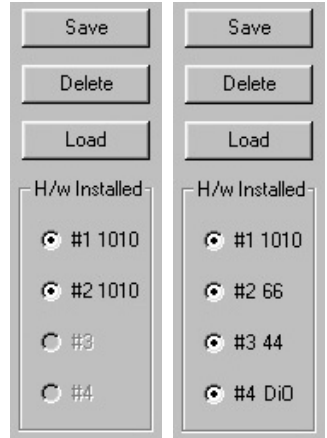 Save
Delete
Load
H/w Installed
#1 1010
#2 1010
#3
#4
Save
Delete
Load
H/w Installed
#1 1010
#2 66
#3 44
#4 DiO